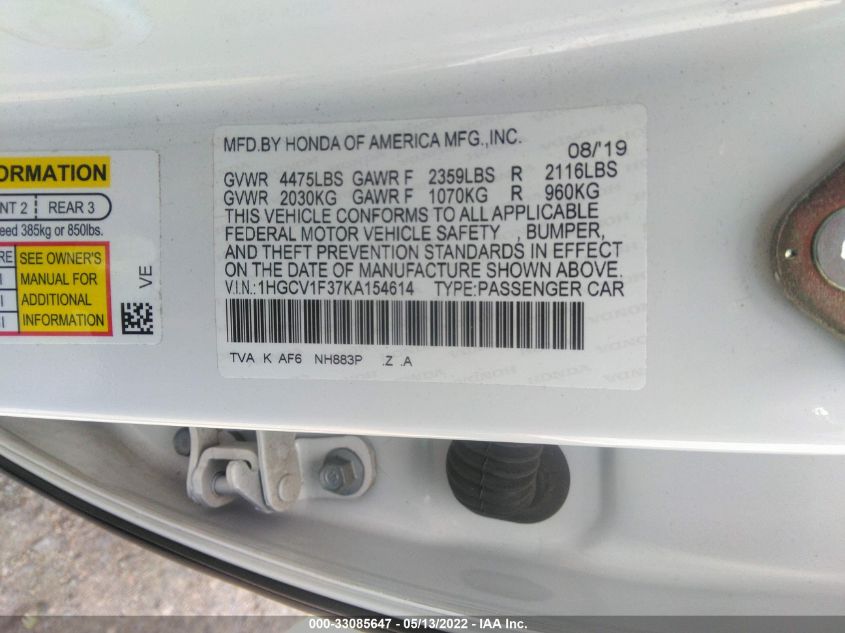 ORMATION
NT 2 REAR 3
eed 385kg or 850lbs.
RE SEE OWNER'S
MANUAL FOR
ADDITIONAL
INFORMATION
VE
MFD.BY HONDA OF AMERICA MFG.,INC.
08/'19
GVWR 4475LBS GAWR F 2359LBS R 2116LBS
GVWR 2030KG GAWR F 1070KG R 960KG
THIS VEHICLE CONFORMS TO ALL APPLICABLE
FEDERAL MOTOR VEHICLE SAFETY , BUMPER,
AND THEFT PREVENTION STANDARDS IN EFFECT
ON THE DATE OF MANUFACTURE SHOWN ABOVE.
V.I.N.:1HGCV1F37KA154614 TYPE:PASSENGER CAR
TVA K AF6 NH883P .Z .A
000-33085647 - 05/13/2022 - IAA Inc.